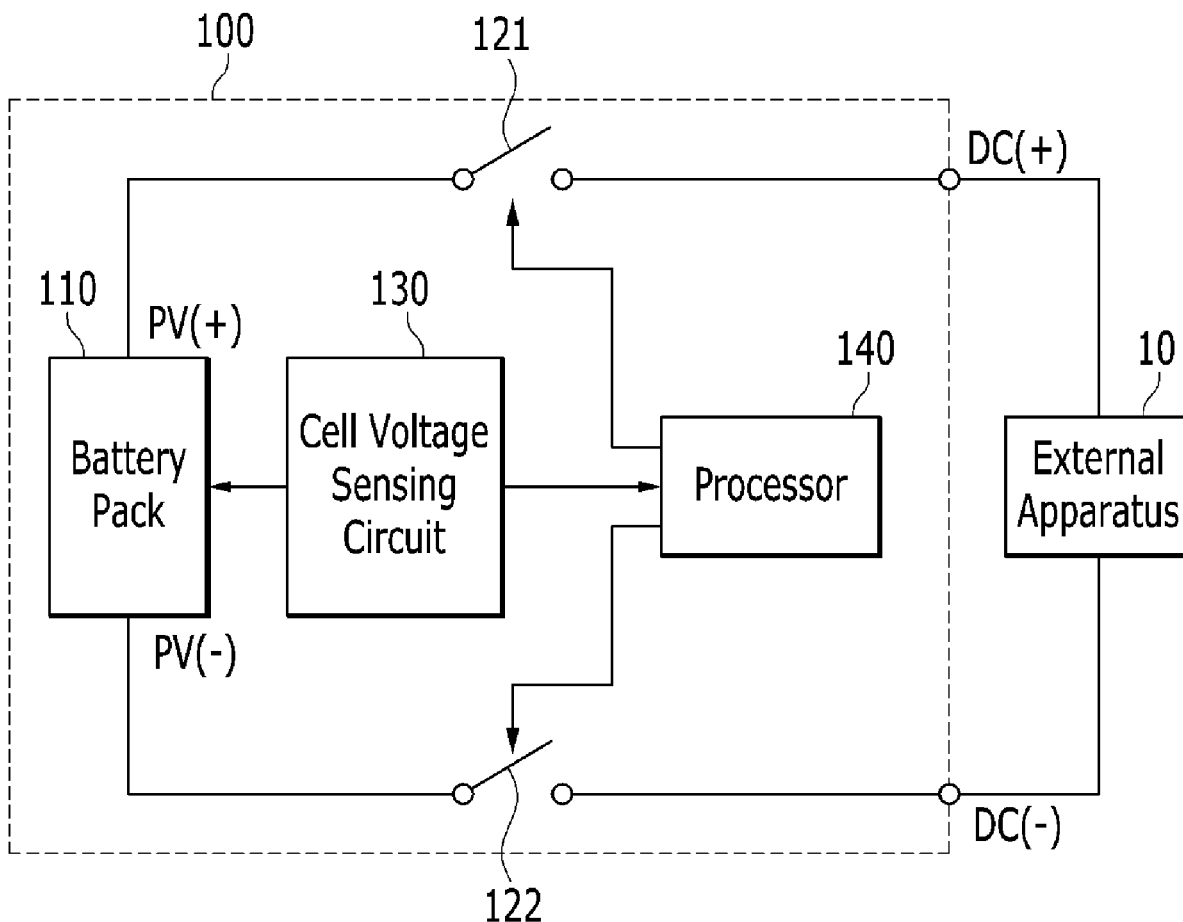 100
121
DC(+)
110
PV(+)
130
140
10
Battery
Pack
Cell Voltage
Sensing
Circuit
Processor
External
Apparatus
PV(-)
DC(-)
122